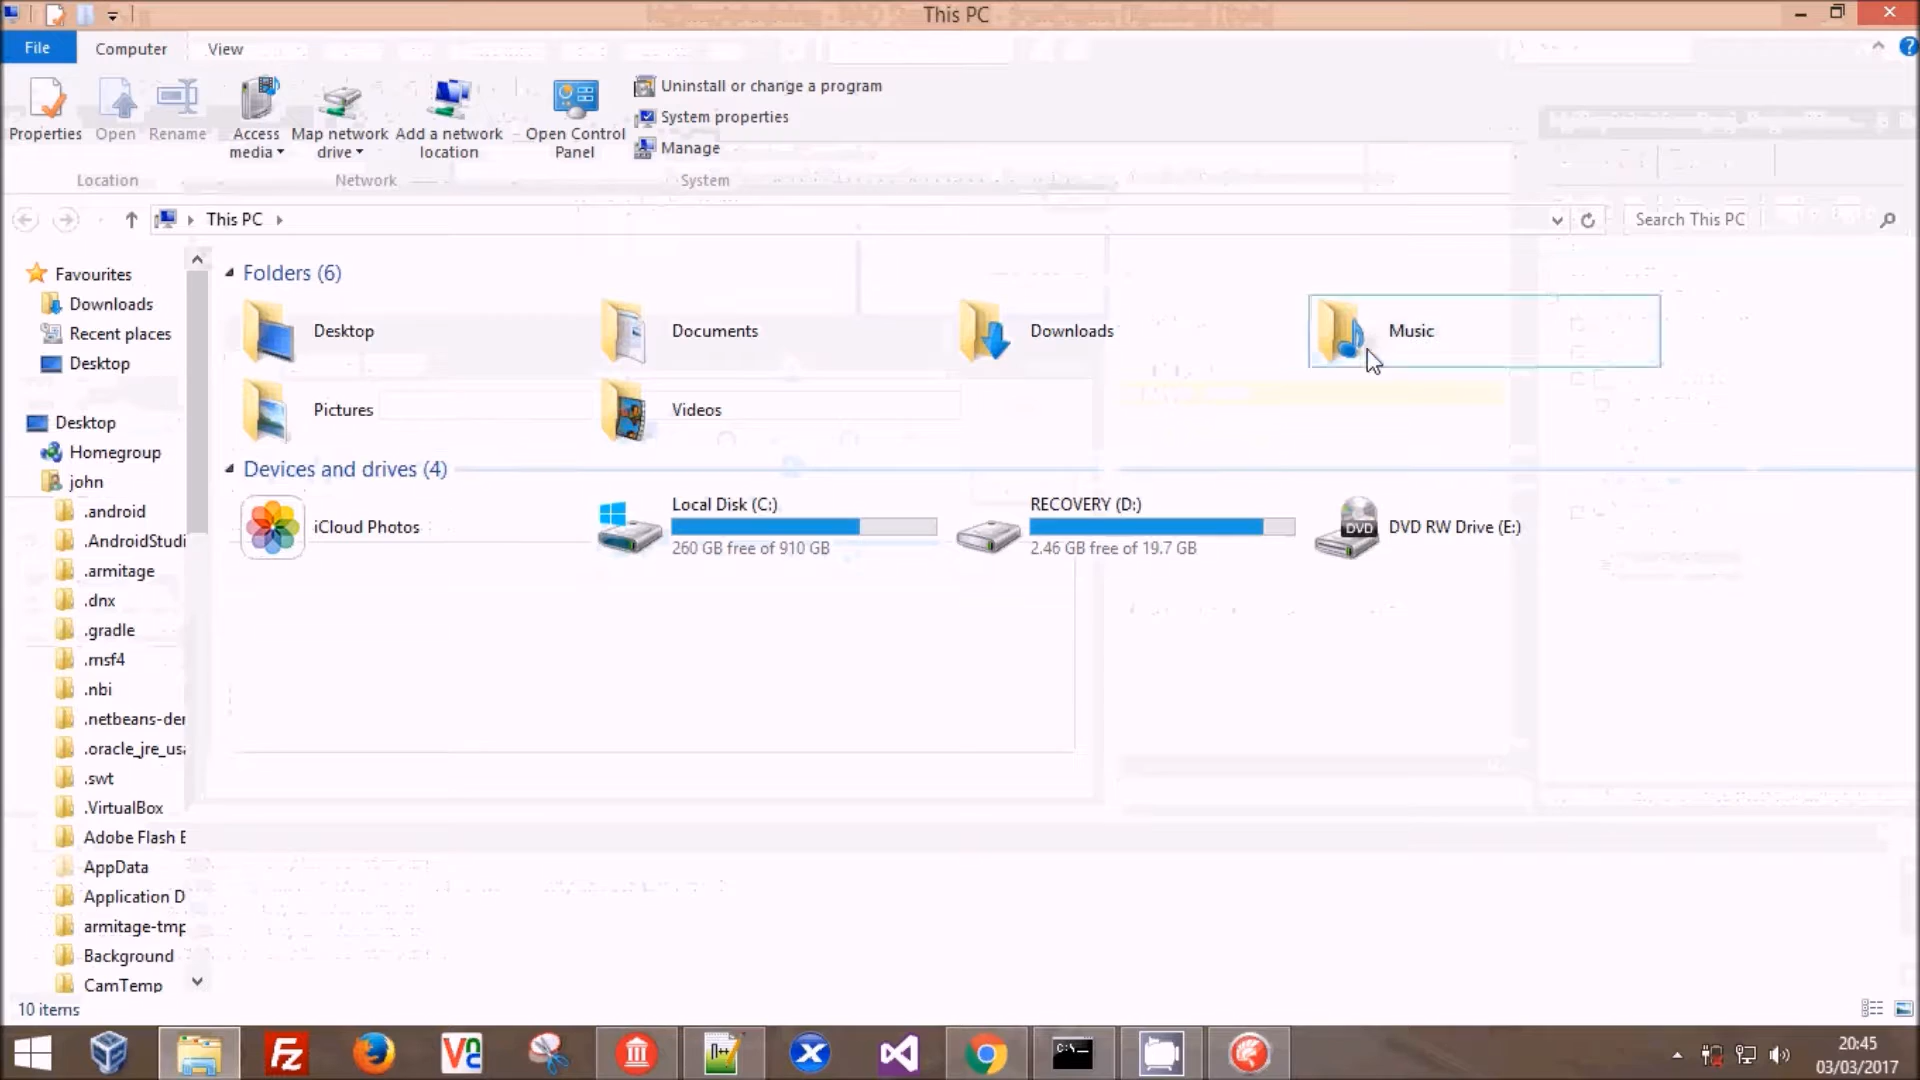 This PC
File
Computer
View
Properties
Open
Rename
Access media
Map network drive
Add a network location
Open Control Panel
Uninstall or change a program
System properties
Manage
Location
Network
System
This PC
Search This PC
Favourites
Downloads
Recent places
Desktop
Desktop
Homegroup
john
.android
.AndroidStudi
.armitage
.dnx
.gradle
.msf4
.nbi
.netbeans-der
.oracle_jre_usa
.swt
.VirtualBox
Adobe Flash E
AppData
Application D
armitage-tmp
Background
CamTemp
Folders (6)
Desktop
Documents
Downloads
Music
Pictures
Videos
Devices and drives (4)
iCloud Photos
Local Disk (C:)
260 GB free of 910 GB
RECOVERY (D:)
2.46 GB free of 19.7 GB
DVD
DVD RW Drive (E:)
10 items
20:45
03/03/2017